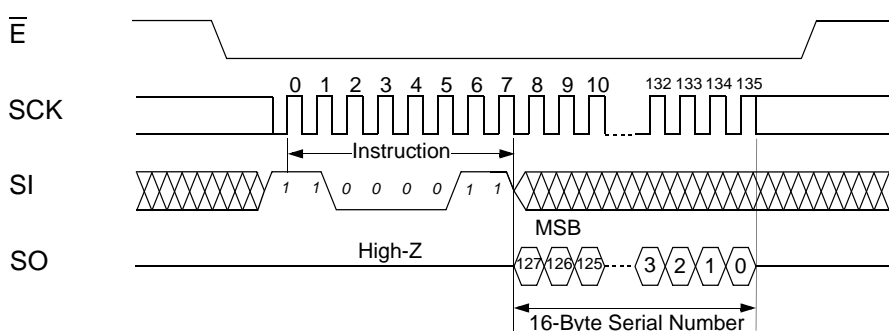 E
SCK
0 1 2 3 4 5 6 7 8 9 10 132 133 134 135
Instruction
SI
1 1 0 0 0 0 1 1
MSB
SO
High-Z
127 126 125 3 2 1 0
16-Byte Serial Number